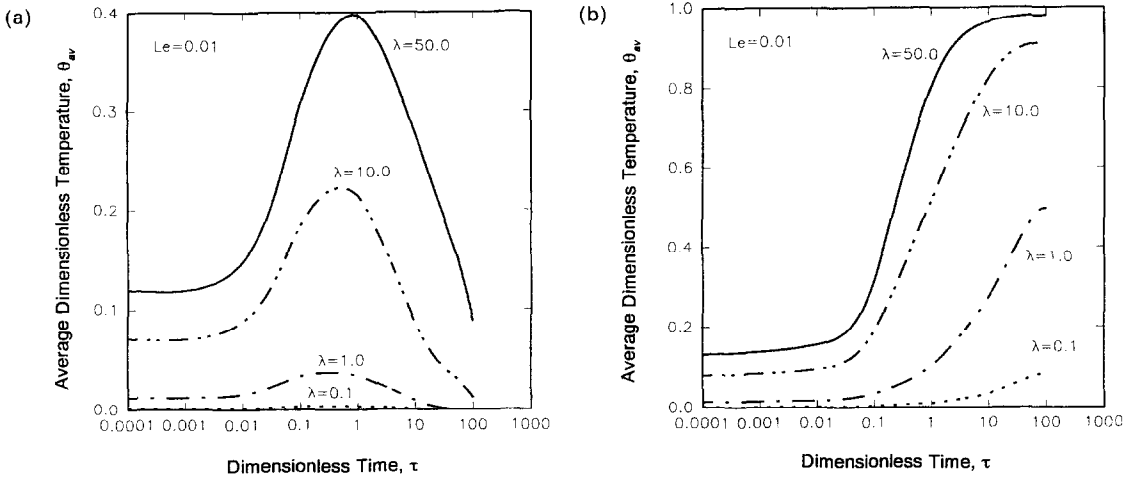 (a)
Average Dimensionless Temperature, θav
0.4
0.3
0.2
0.1
0.0
Le=0.01
λ=50.0
λ=10.0
λ=1.0
λ=0.1
0.0001 0.001 0.01 0.1 1 10 100 1000
Dimensionless Time, τ
(b)
Average Dimensionless Temperature, θav
1.0
0.8
0.6
0.4
0.2
0.0
Le=0.01
λ=50.0
λ=10.0
λ=1.0
λ=0.1
0.0001 0.001 0.01 0.1 1 10 100 1000
Dimensionless Time, τ